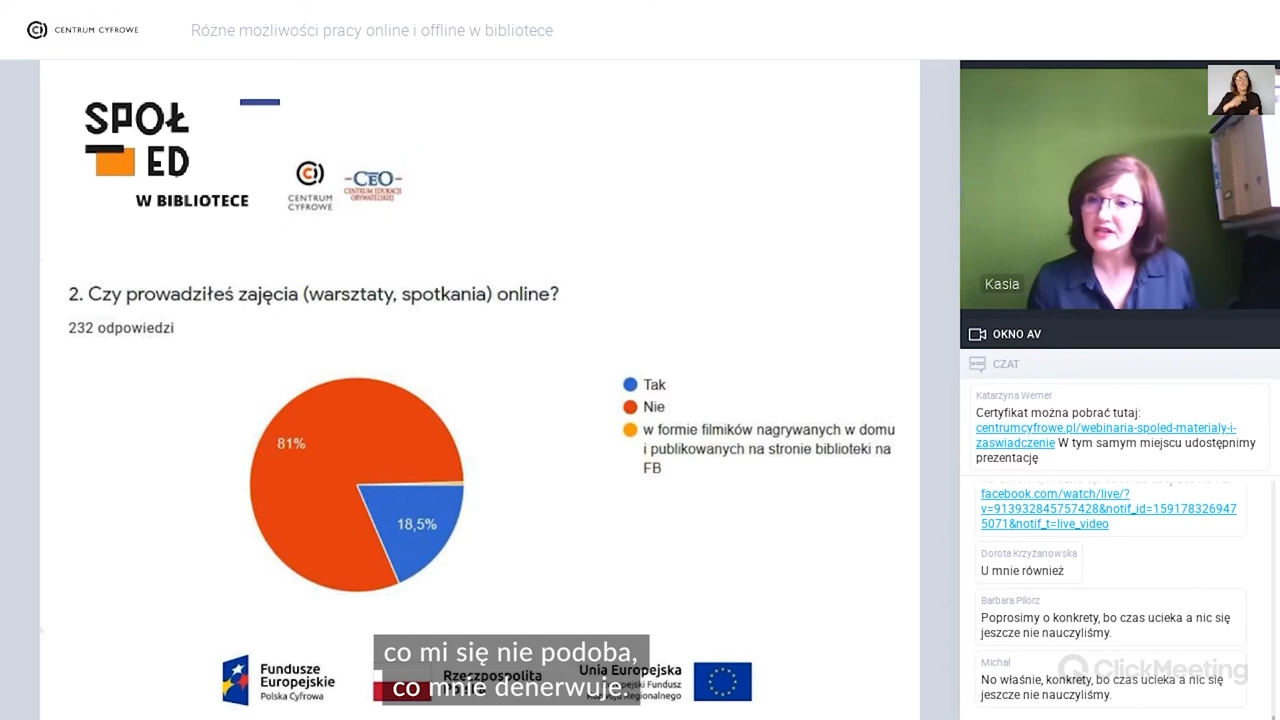 CENTRUM CYFROWE
Różne możliwości pracy online i offline w bibliotece
SPOŁ
ED
W BIBLIOTECE
CENTRUM
CYFROWE
CEO
CENTRUM EDUKACJI
OBYWATELSKIEJ
2. Czy prowadziłeś zajęcia (warsztaty, spotkania) online?
232 odpowiedzi
81%
18,5%
Tak
Nie
w formie filmików nagrywanych w domu
i publikowanych na stronie biblioteki na
FB
co mi się nie podoba,
co mnie denerwuje.
Fundusze
Europejskie
Polska Cyfrowa
Rzeczpospolita
Unia Europejska
Kasia
OKNO AV
CZAT
Katarzyna Werner
Certyfikat można pobrać tutaj:
centrumcyfrowe.pl/webinaria-spoled-materialy-i-
zaswiadczenie W tym samym miejscu udostępnimy
prezentację
facebook.com/watch/live/?
v=913932845757428&notif_id=159178326947
5071&notif_t=live_video
Dorota Krzyżanowska
U mnie również
Barbara Pilorz
Poprosimy o konkrety, bo czas ucieka a nic się
jeszcze nie nauczyliśmy.
Michał
No właśnie, konkrety, bo czas ucieka a nic się
jeszcze nie nauczyliśmy.
ClickMeeting